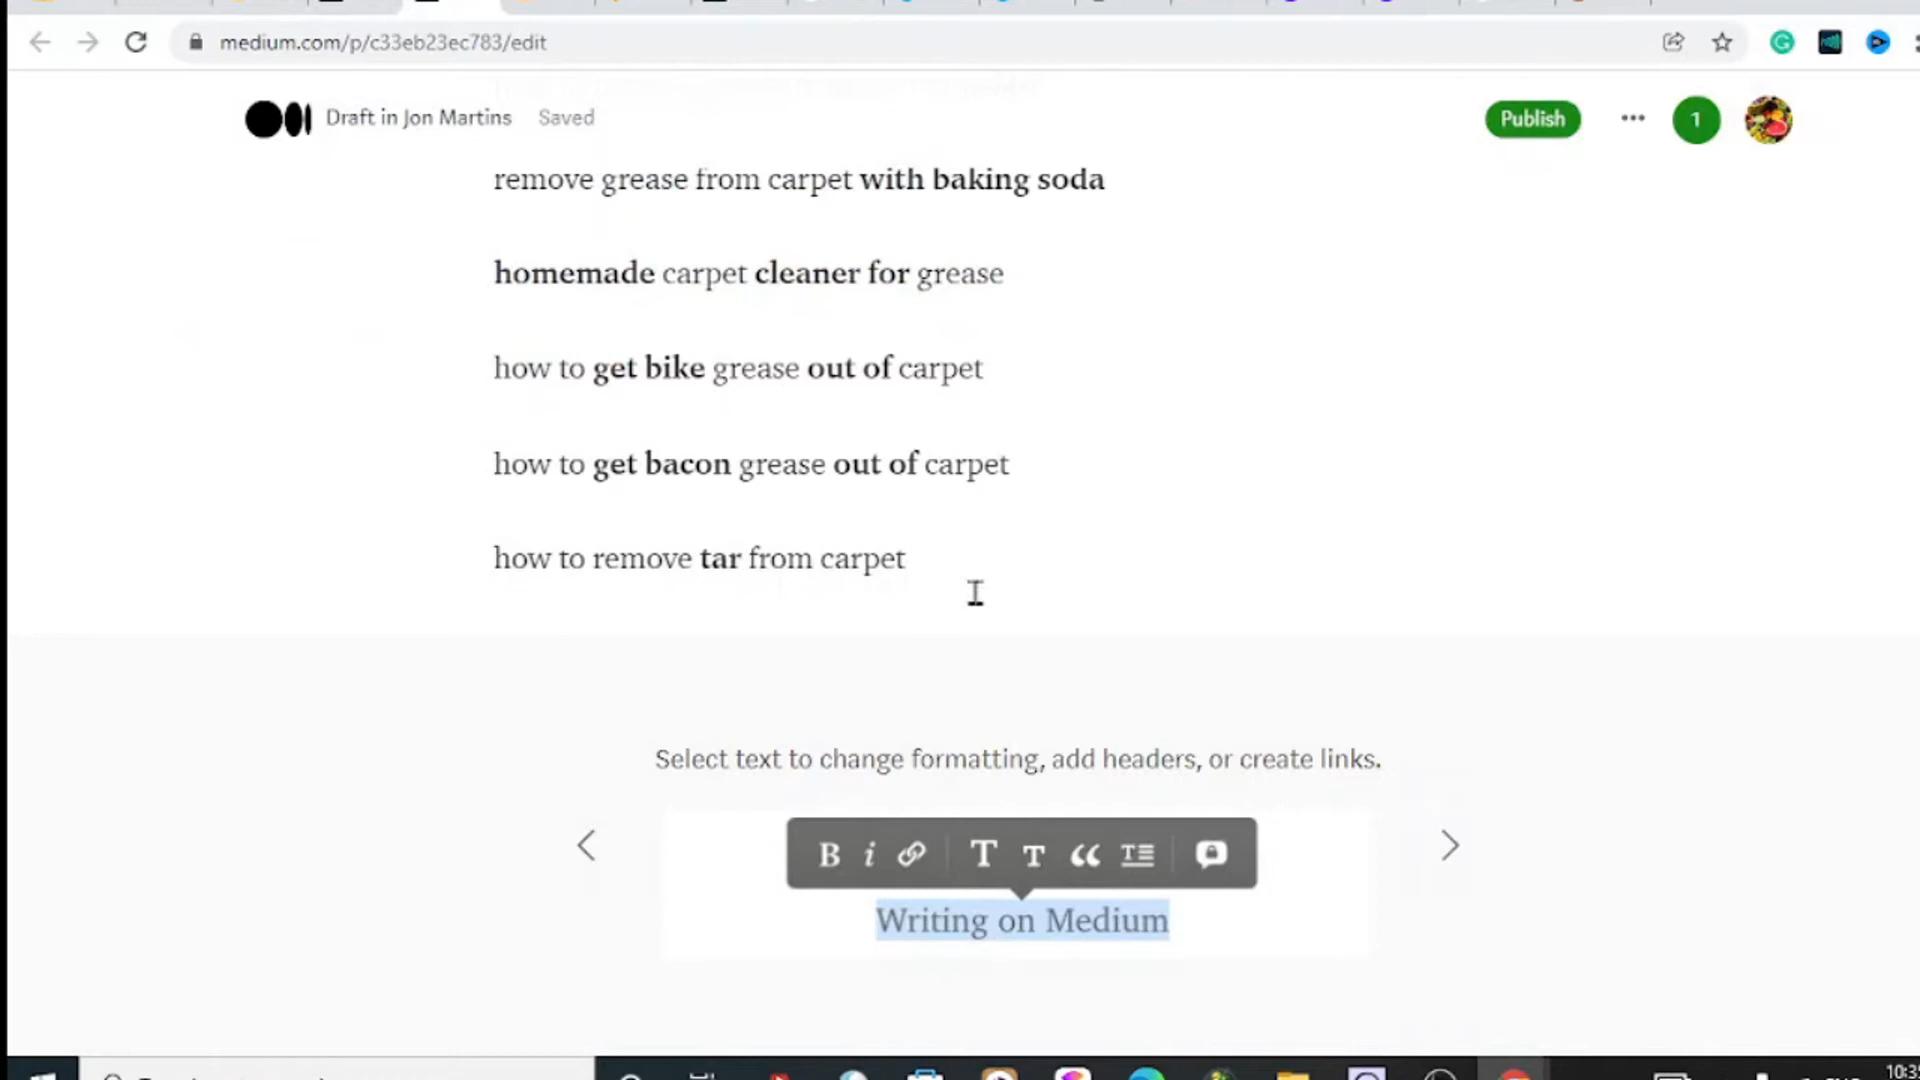 medium.com/p/c33eb23ec783/edit
Draft in Jon Martins Saved
Publish
1
remove grease from carpet with baking soda
homemade carpet cleaner for grease
how to get bike grease out of carpet
how to get bacon grease out of carpet
how to remove tar from carpet
Select text to change formatting, add headers, or create links.
B i T T
Writing on Medium